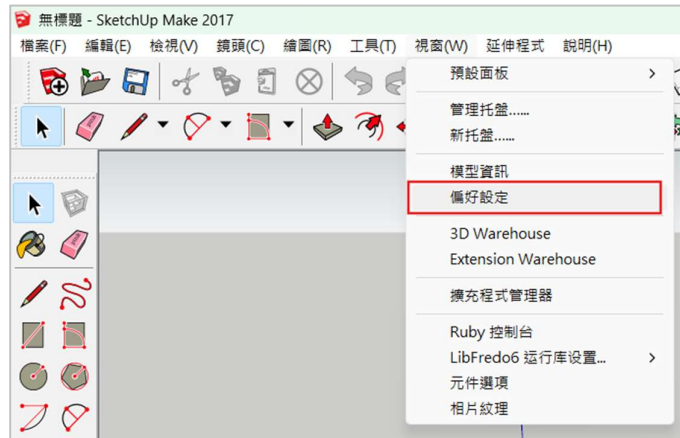 無標題 - SketchUp Make 2017
檔案(F) 編輯(E) 檢視(V) 鏡頭(C) 繪圖(R) 工具(T) 視窗(W) 延伸程式 說明(H)
預設面板
管理托盤......
新托盤......
模型資訊
偏好設定
3D Warehouse
Extension Warehouse
擴充程式管理器
Ruby 控制台
LibFredo6 运行库设置...
元件選項
相片紋理